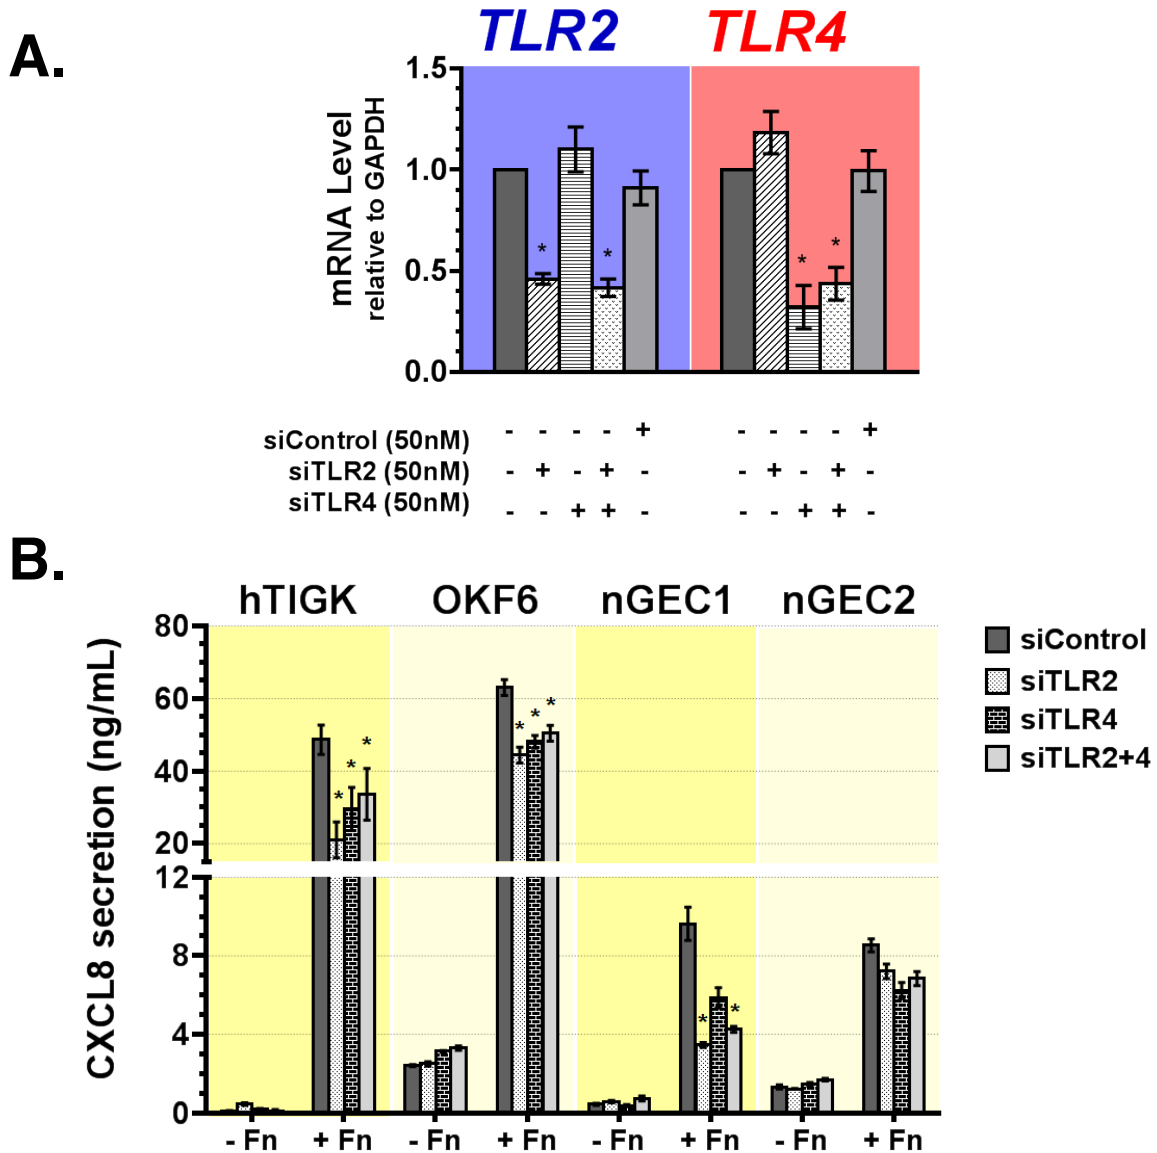 A.
TLR2 TLR4
mRNA Level
relative to GAPDH
1.5
1.0
0.5
0.0
* * * *
siControl (50nM) - - - - + - - - - +
siTLR2 (50nM) - + - + - - + - + -
siTLR4 (50nM) - - + + - - - + + -
B.
hTIGK OKF6 nGEC1 nGEC2
CXCL8 secretion (ng/mL)
80
60
40
20
12
8
4
0
* * * * * * * *
- Fn + Fn - Fn + Fn - Fn + Fn - Fn + Fn
siControl
siTLR2
siTLR4
siTLR2+4